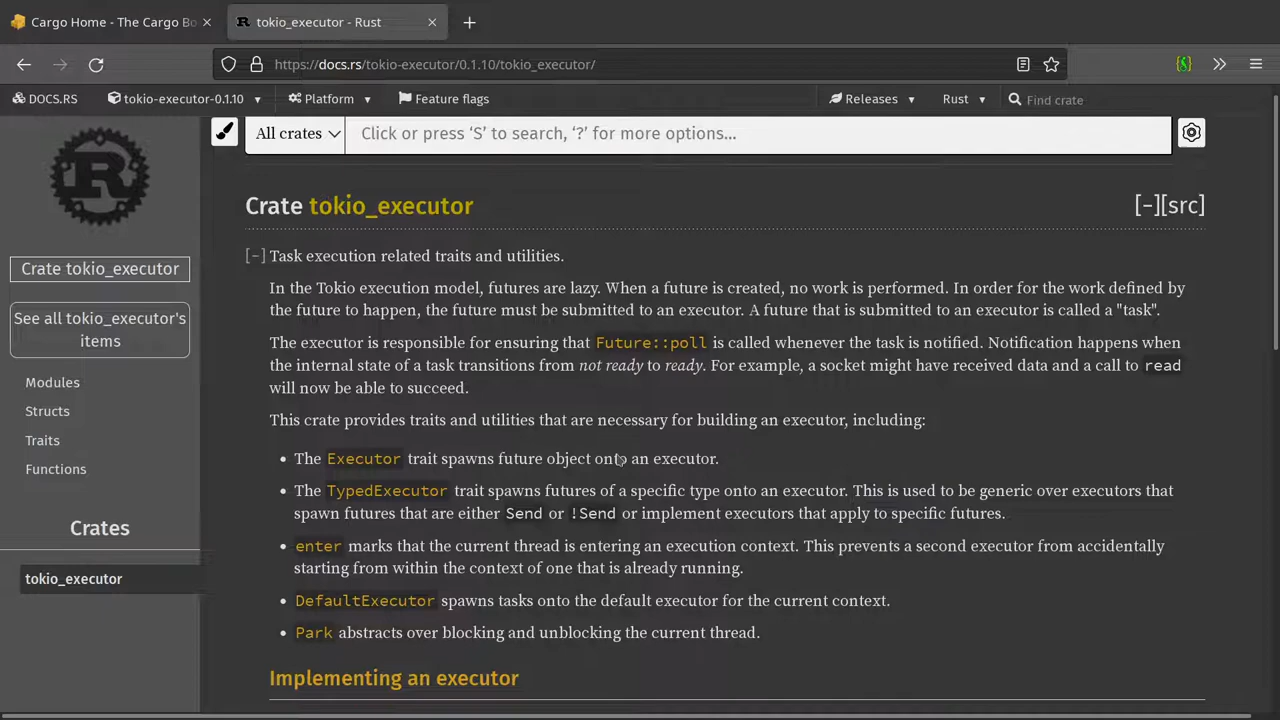 Cargo Home - The Cargo Bo
tokio_executor - Rust
https://docs.rs/tokio-executor/0.1.10/tokio_executor/
DOCS.RS
tokio-executor-0.1.10
Platform
Feature flags
Releases
Rust
Find crate
All crates
Click or press ‘S’ to search, ‘?’ for more options…
Crate tokio_executor
[−][src]
Crate tokio_executor
See all tokio_executor's
items
Modules
Structs
Traits
Functions
Crates
tokio_executor
[−] Task execution related traits and utilities.
In the Tokio execution model, futures are lazy. When a future is created, no work is performed. In order for the work defined by
the future to happen, the future must be submitted to an executor. A future that is submitted to an executor is called a "task".
The executor is responsible for ensuring that Future::poll is called whenever the task is notified. Notification happens when
the internal state of a task transitions from not ready to ready. For example, a socket might have received data and a call to read
will now be able to succeed.
This crate provides traits and utilities that are necessary for building an executor, including:
• The Executor trait spawns future object onto an executor.
• The TypedExecutor trait spawns futures of a specific type onto an executor. This is used to be generic over executors that
spawn futures that are either Send or !Send or implement executors that apply to specific futures.
• enter marks that the current thread is entering an execution context. This prevents a second executor from accidentally
starting from within the context of one that is already running.
• DefaultExecutor spawns tasks onto the default executor for the current context.
• Park abstracts over blocking and unblocking the current thread.
Implementing an executor